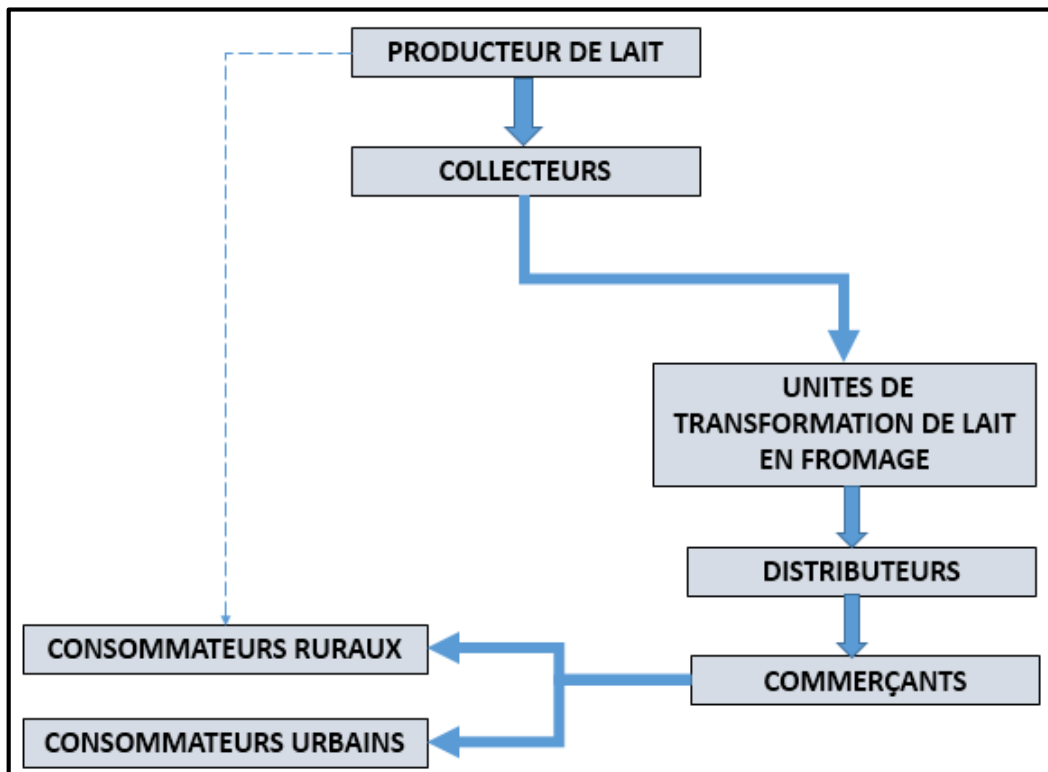 PRODUCTEUR DE LAIT
COLLECTEURS
UNITES DE
TRANSFORMATION DE LAIT
EN FROMAGE
DISTRIBUTEURS
CONSOMMATEURS RURAUX
COMMERÇANTS
CONSOMMATEURS URBAINS